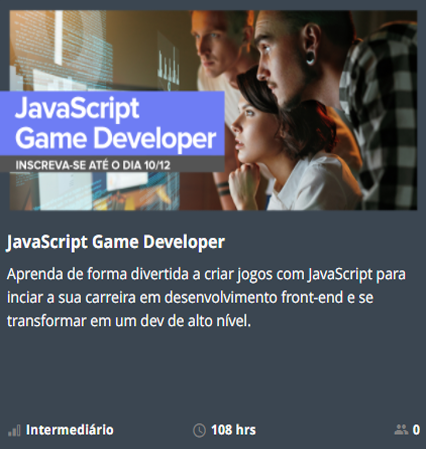 JavaScript
Game Developer
INSCREVA-SE ATÉ O DIA 10/12
JavaScript Game Developer
Aprenda de forma divertida a criar jogos com JavaScript para
inciar a sua carreira em desenvolvimento front-end e se
transformar em um dev de alto nível.
Intermediário
108 hrs
0